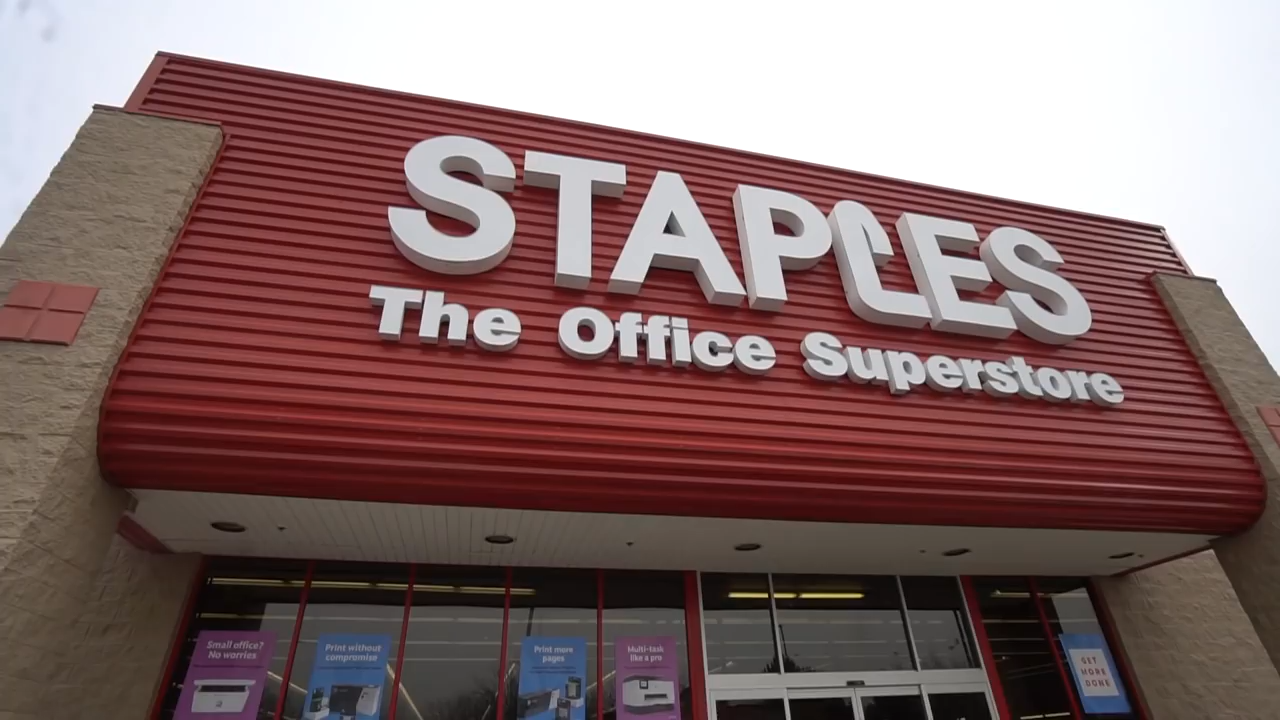 STAPLES
The Office Superstore
Small office?
No worries
Print without
compromise
Print more
pages
Multi-task
like a pro
GET
MORE
DONE